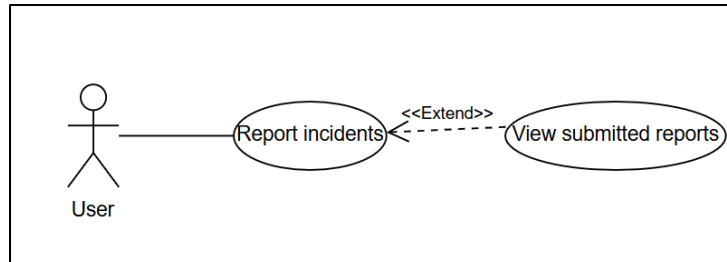 <<Extend>>
Report incidents
View submitted reports
User